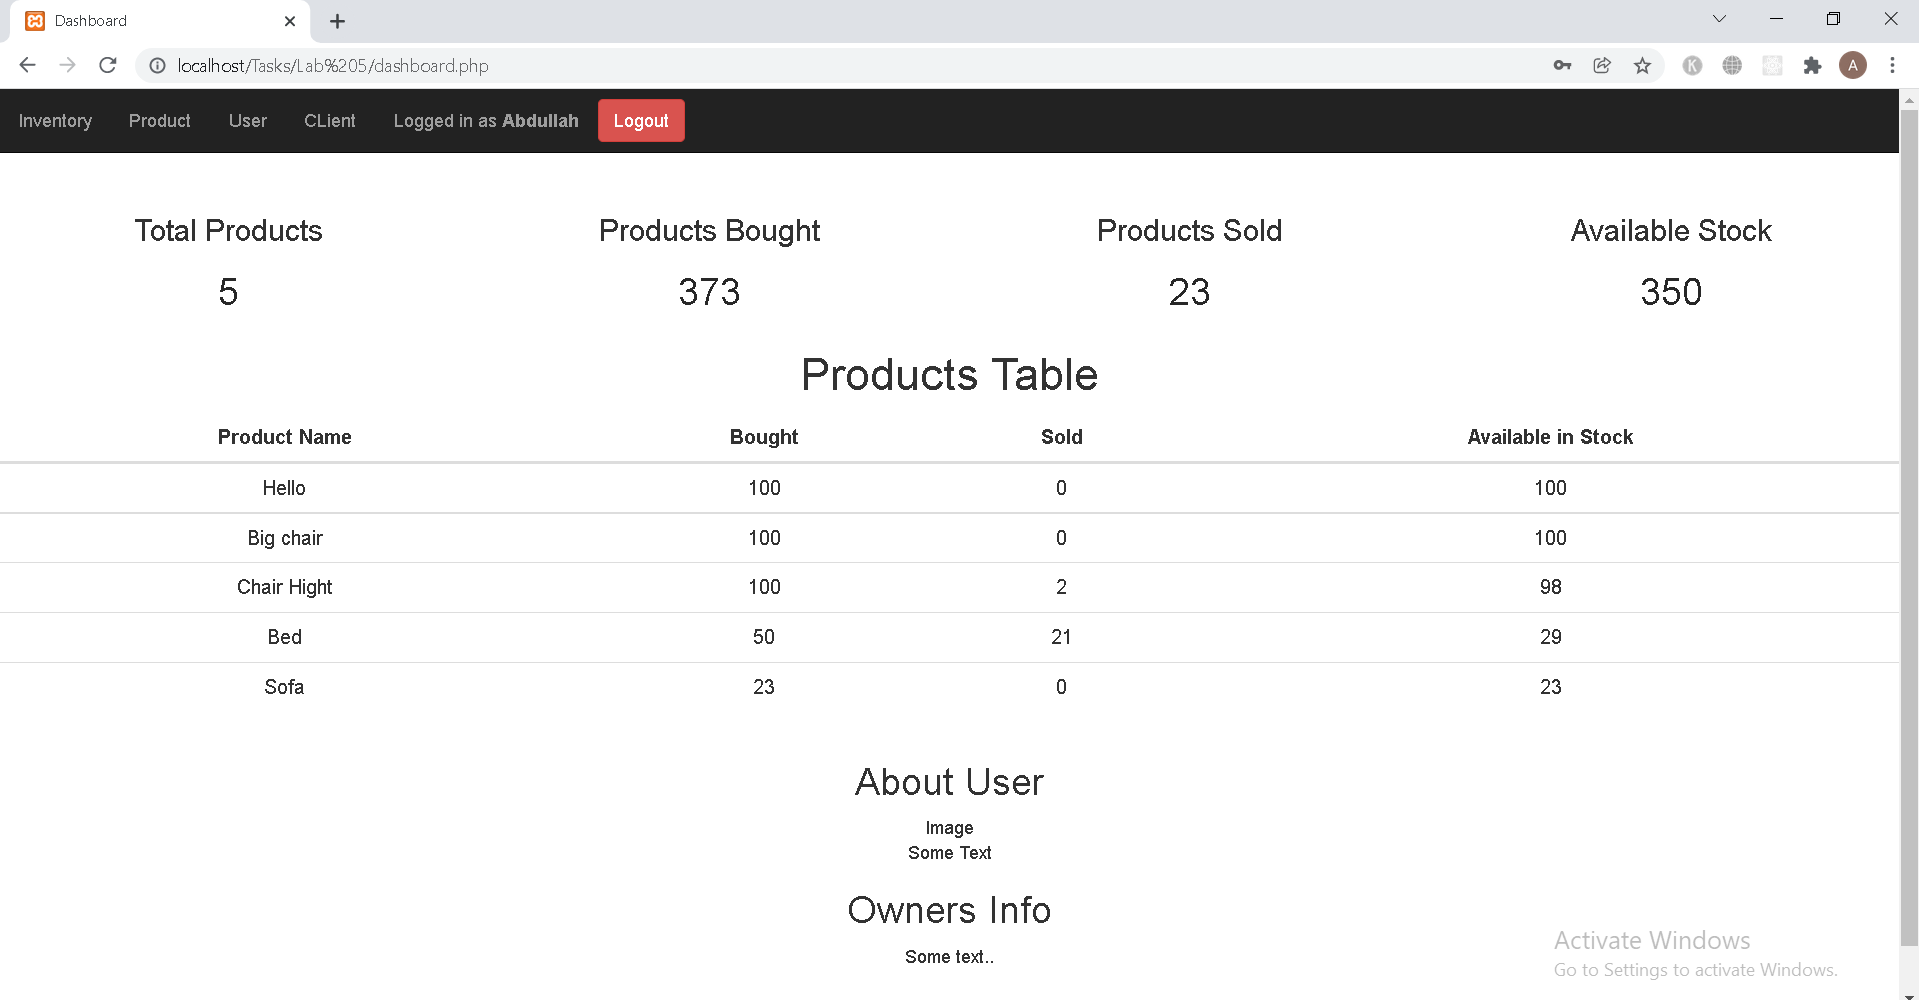 Dashboard
localhost/Tasks/Lab%205/dashboard.php
K
A
Inventory Product User CLient Logged in as Abdullah Logout
Total Products Products Bought Products Sold Available Stock
5 373 23 350
Products Table
Product Name Bought Sold Available in Stock
Hello 100 0 100
Big chair 100 0 100
Chair Hight 100 2 98
Bed 50 21 29
Sofa 23 0 23
About User
Image
Some Text
Owners Info
Some text..
Activate Windows
Go to Settings to activate Windows.